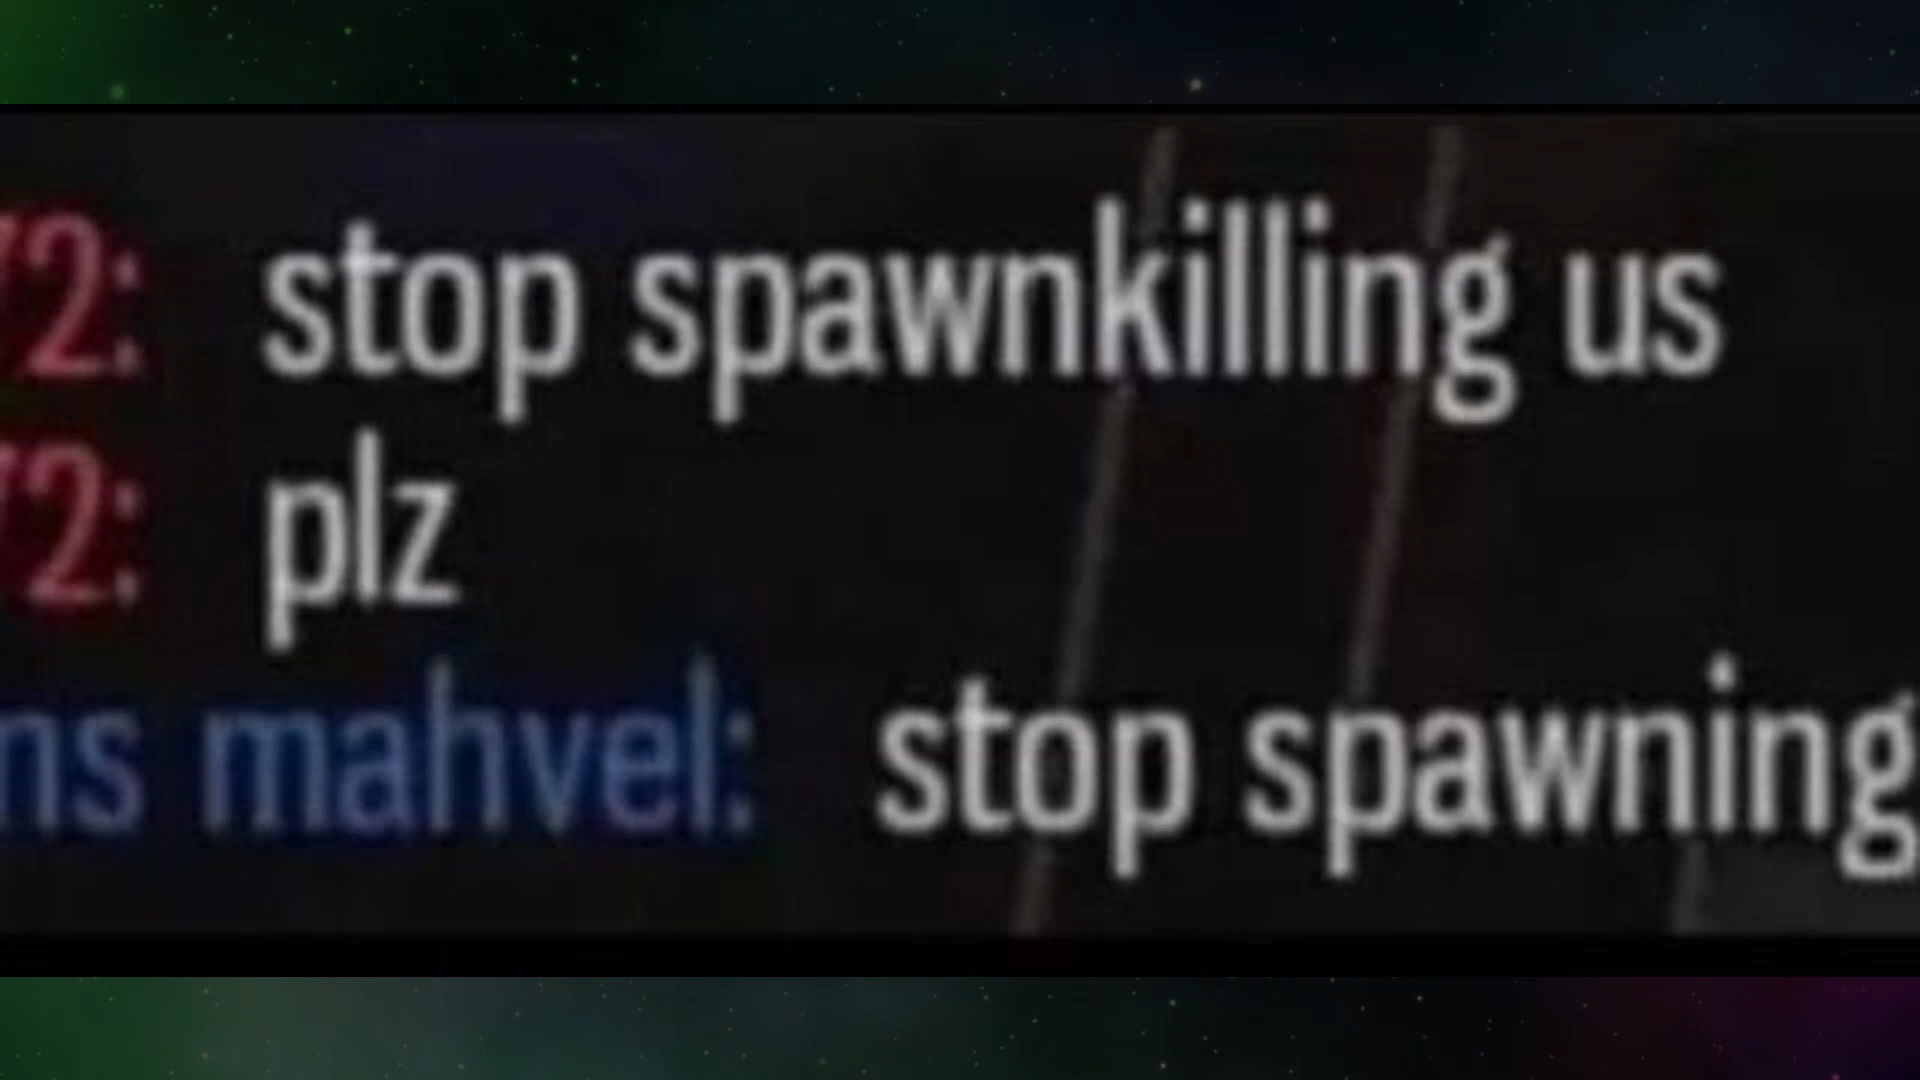 2: stop spawnkilling us
2: plz
ns mahvel: stop spawning